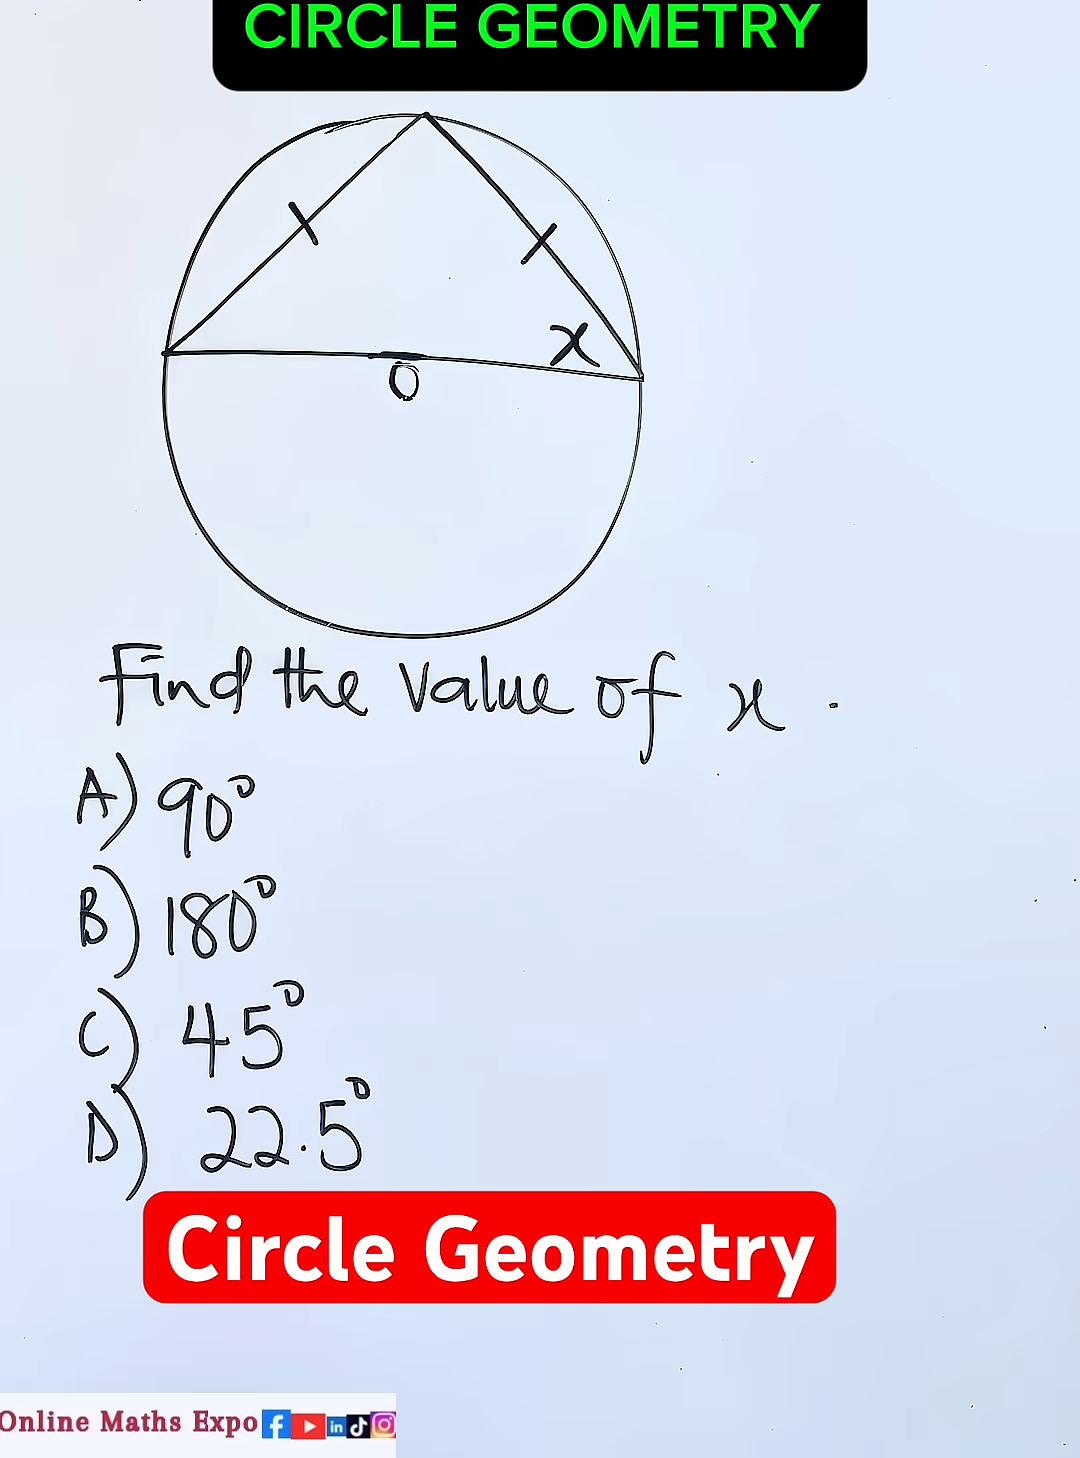 CIRCLE GEOMETRY
x
O
Find the value of x.
A) 90°
B) 180°
C) 45°
D) 22.5°
Circle Geometry
Online Maths Expo